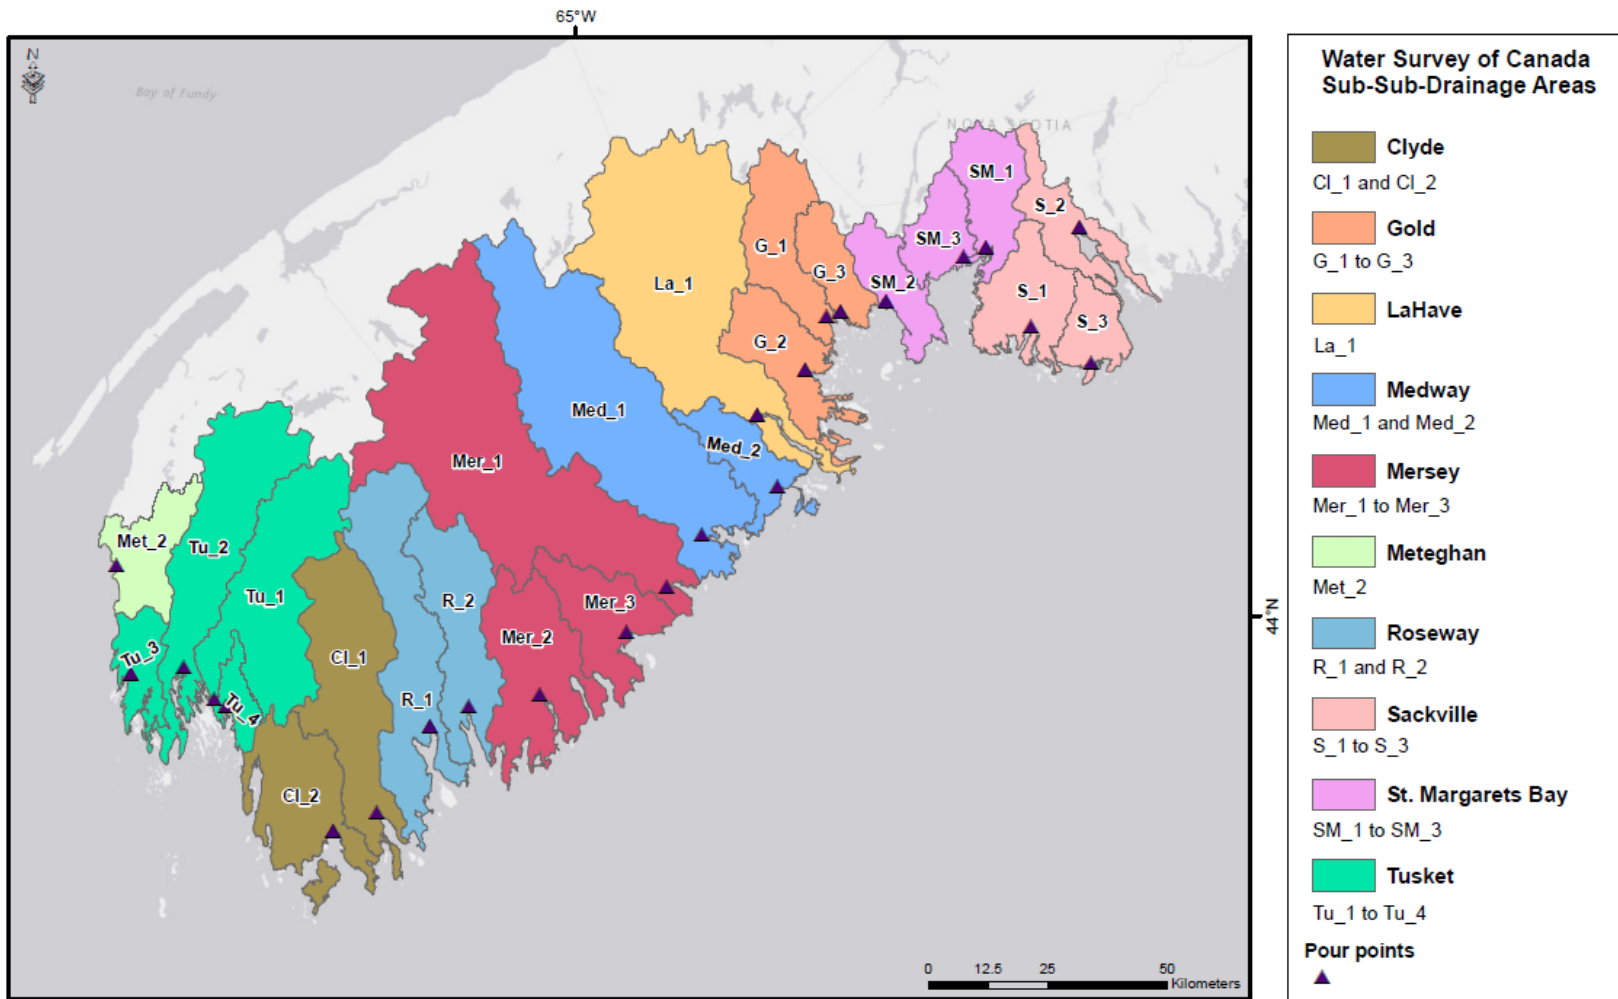 65°W
N
Bay of Fundy
NOVA SCOTIA
SM_1
S_2
G_1
SM_3
G_3
La_1
SM_2
S_1
S_3
G_2
Med_1
Med_2
Mer_1
Met_2
Tu_2
Tu_1
R_2
Mer_3
44°N
Mer_2
Tu_3
Cl_1
R_1
Tu_4
Cl_2
0 12.5 25 50
Kilometers
Water Survey of Canada
Sub-Sub-Drainage Areas
Clyde
Cl_1 and Cl_2
Gold
G_1 to G_3
LaHave
La_1
Medway
Med_1 and Med_2
Mersey
Mer_1 to Mer_3
Meteghan
Met_2
Roseway
R_1 and R_2
Sackville
S_1 to S_3
St. Margarets Bay
SM_1 to SM_3
Tusket
Tu_1 to Tu_4
Pour points